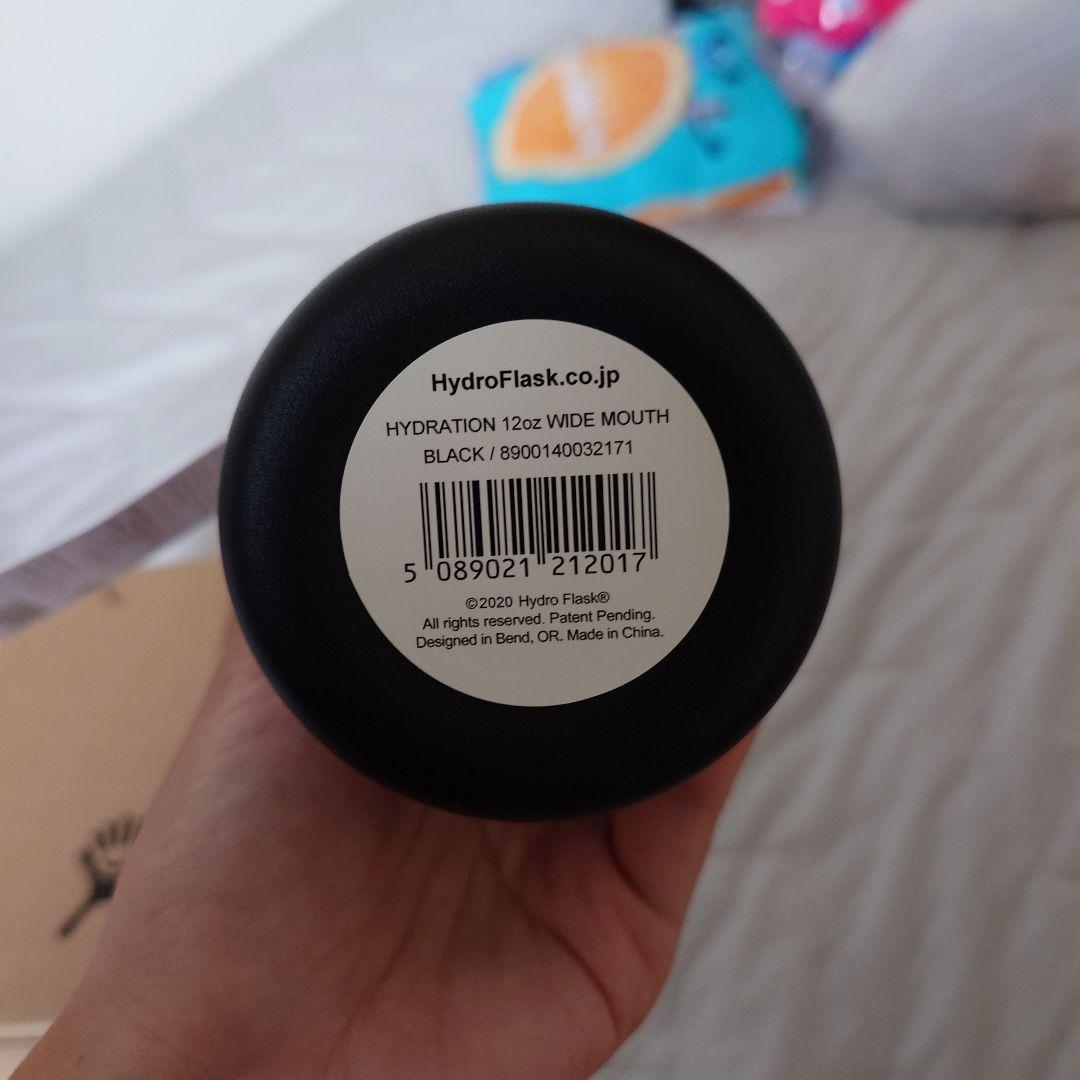 HydroFlask.co.jp
HYDRATION 12oz WIDE MOUTH
BLACK / 8900140032171
5 089021 212017
©2020 Hydro Flask®
All rights reserved. Patent Pending.
Designed in Bend, OR. Made in China.